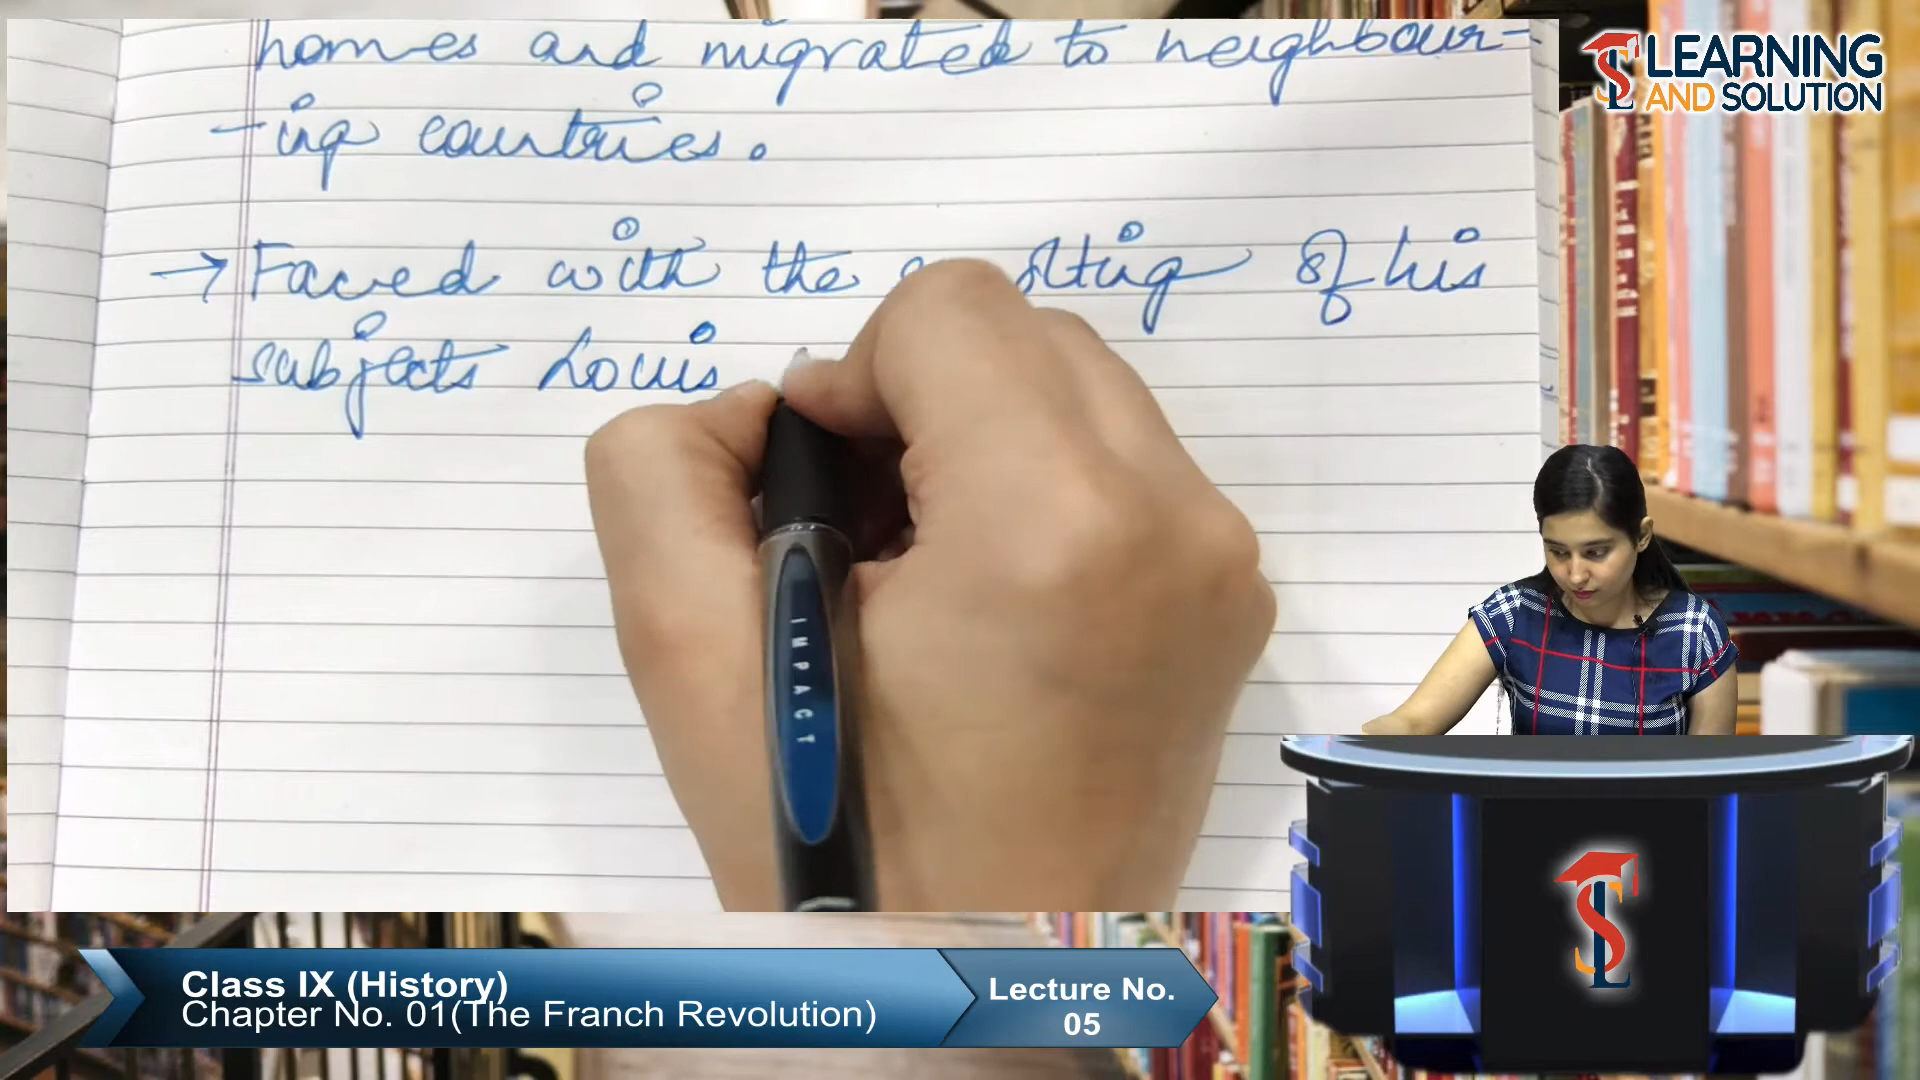 homes and migrated to neighbour-
-ing countries.
→ Faced with the of his
subjects Louis
IMPACT
LEARNING
AND SOLUTION
Class IX (History)
Chapter No. 01(The Franch Revolution)
Lecture No.
05